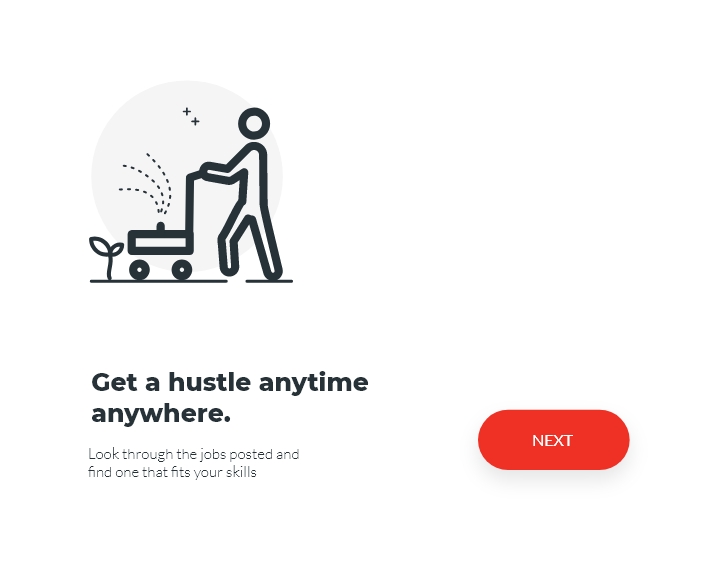 Get a hustle anytime
anywhere.
Look through the jobs posted and
find one that fits your skills
NEXT